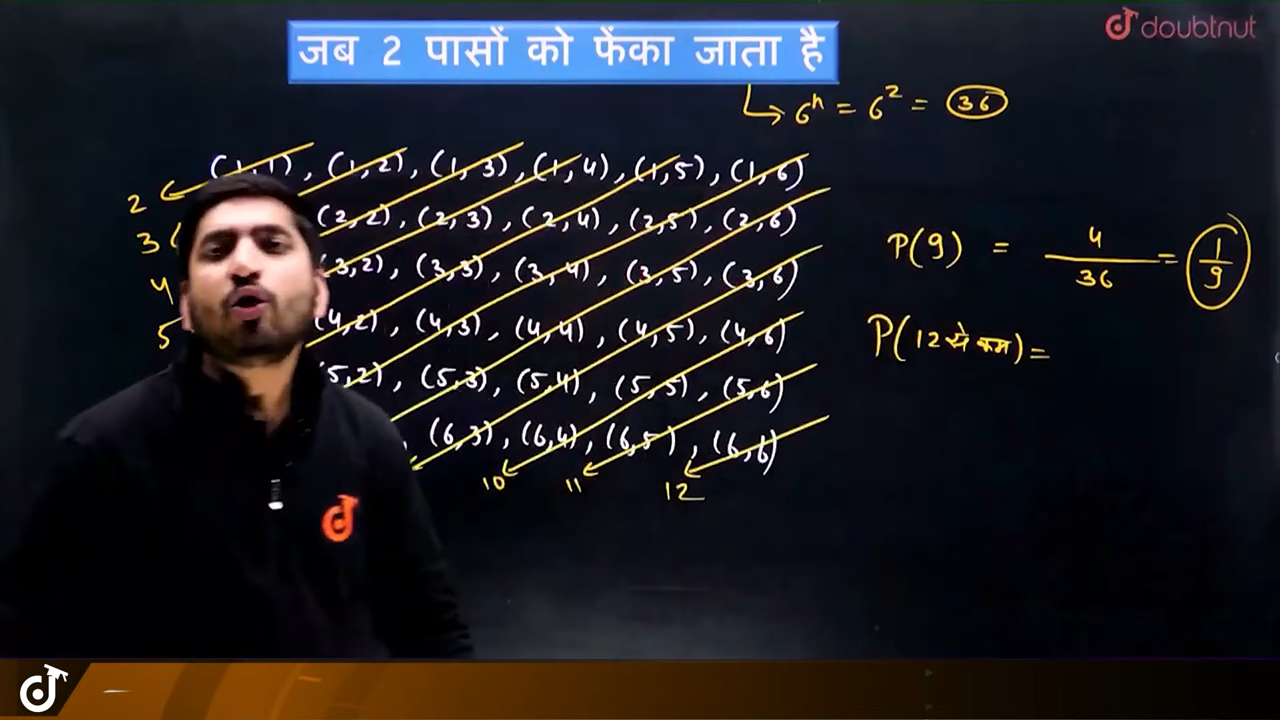 doubtnut
जब 2 पासों को फेंका जाता है
6ⁿ = 6² = 36
(1,1), (1,2), (1,3), (1,4), (1,5), (1,6)
2
(2,2), (2,3), (2,4), (2,5), (2,6)
3
P(9) = 4/36 = 1/9
3,2), (3,3), (3,4), (3,5), (3,6)
4
(4,2), (4,3), (4,4), (4,5), (4,6)
5
P(12 से कम) =
5,2), (5,3), (5,4), (5,5), (5,6)
, (6,3), (6,4), (6,5), (6,6)
10 11 12